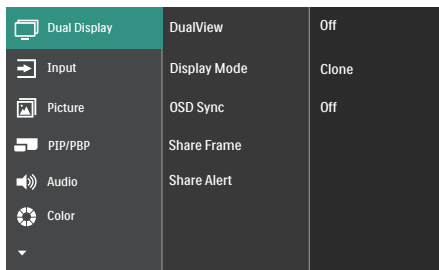 Dual Display
DualView
Off
Input
Display Mode
Clone
Picture
OSD Sync
Off
PIP/PBP
Share Frame
Audio
Share Alert
Color